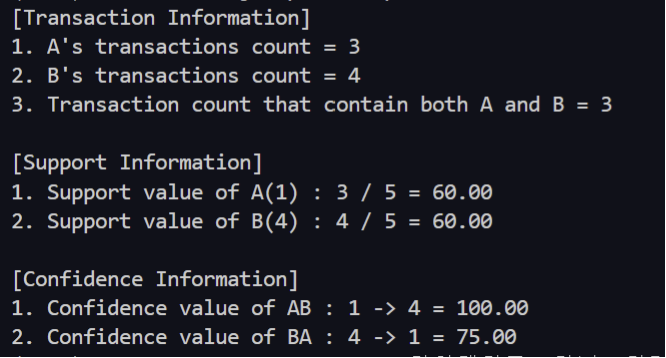 [Transaction Information]
1. A's transactions count = 3
2. B's transactions count = 4
3. Transaction count that contain both A and B = 3
[Support Information]
1. Support value of A(1) : 3 / 5 = 60.00
2. Support value of B(4) : 4 / 5 = 60.00
[Confidence Information]
1. Confidence value of AB : 1 -> 4 = 100.00
2. Confidence value of BA : 4 -> 1 = 75.00